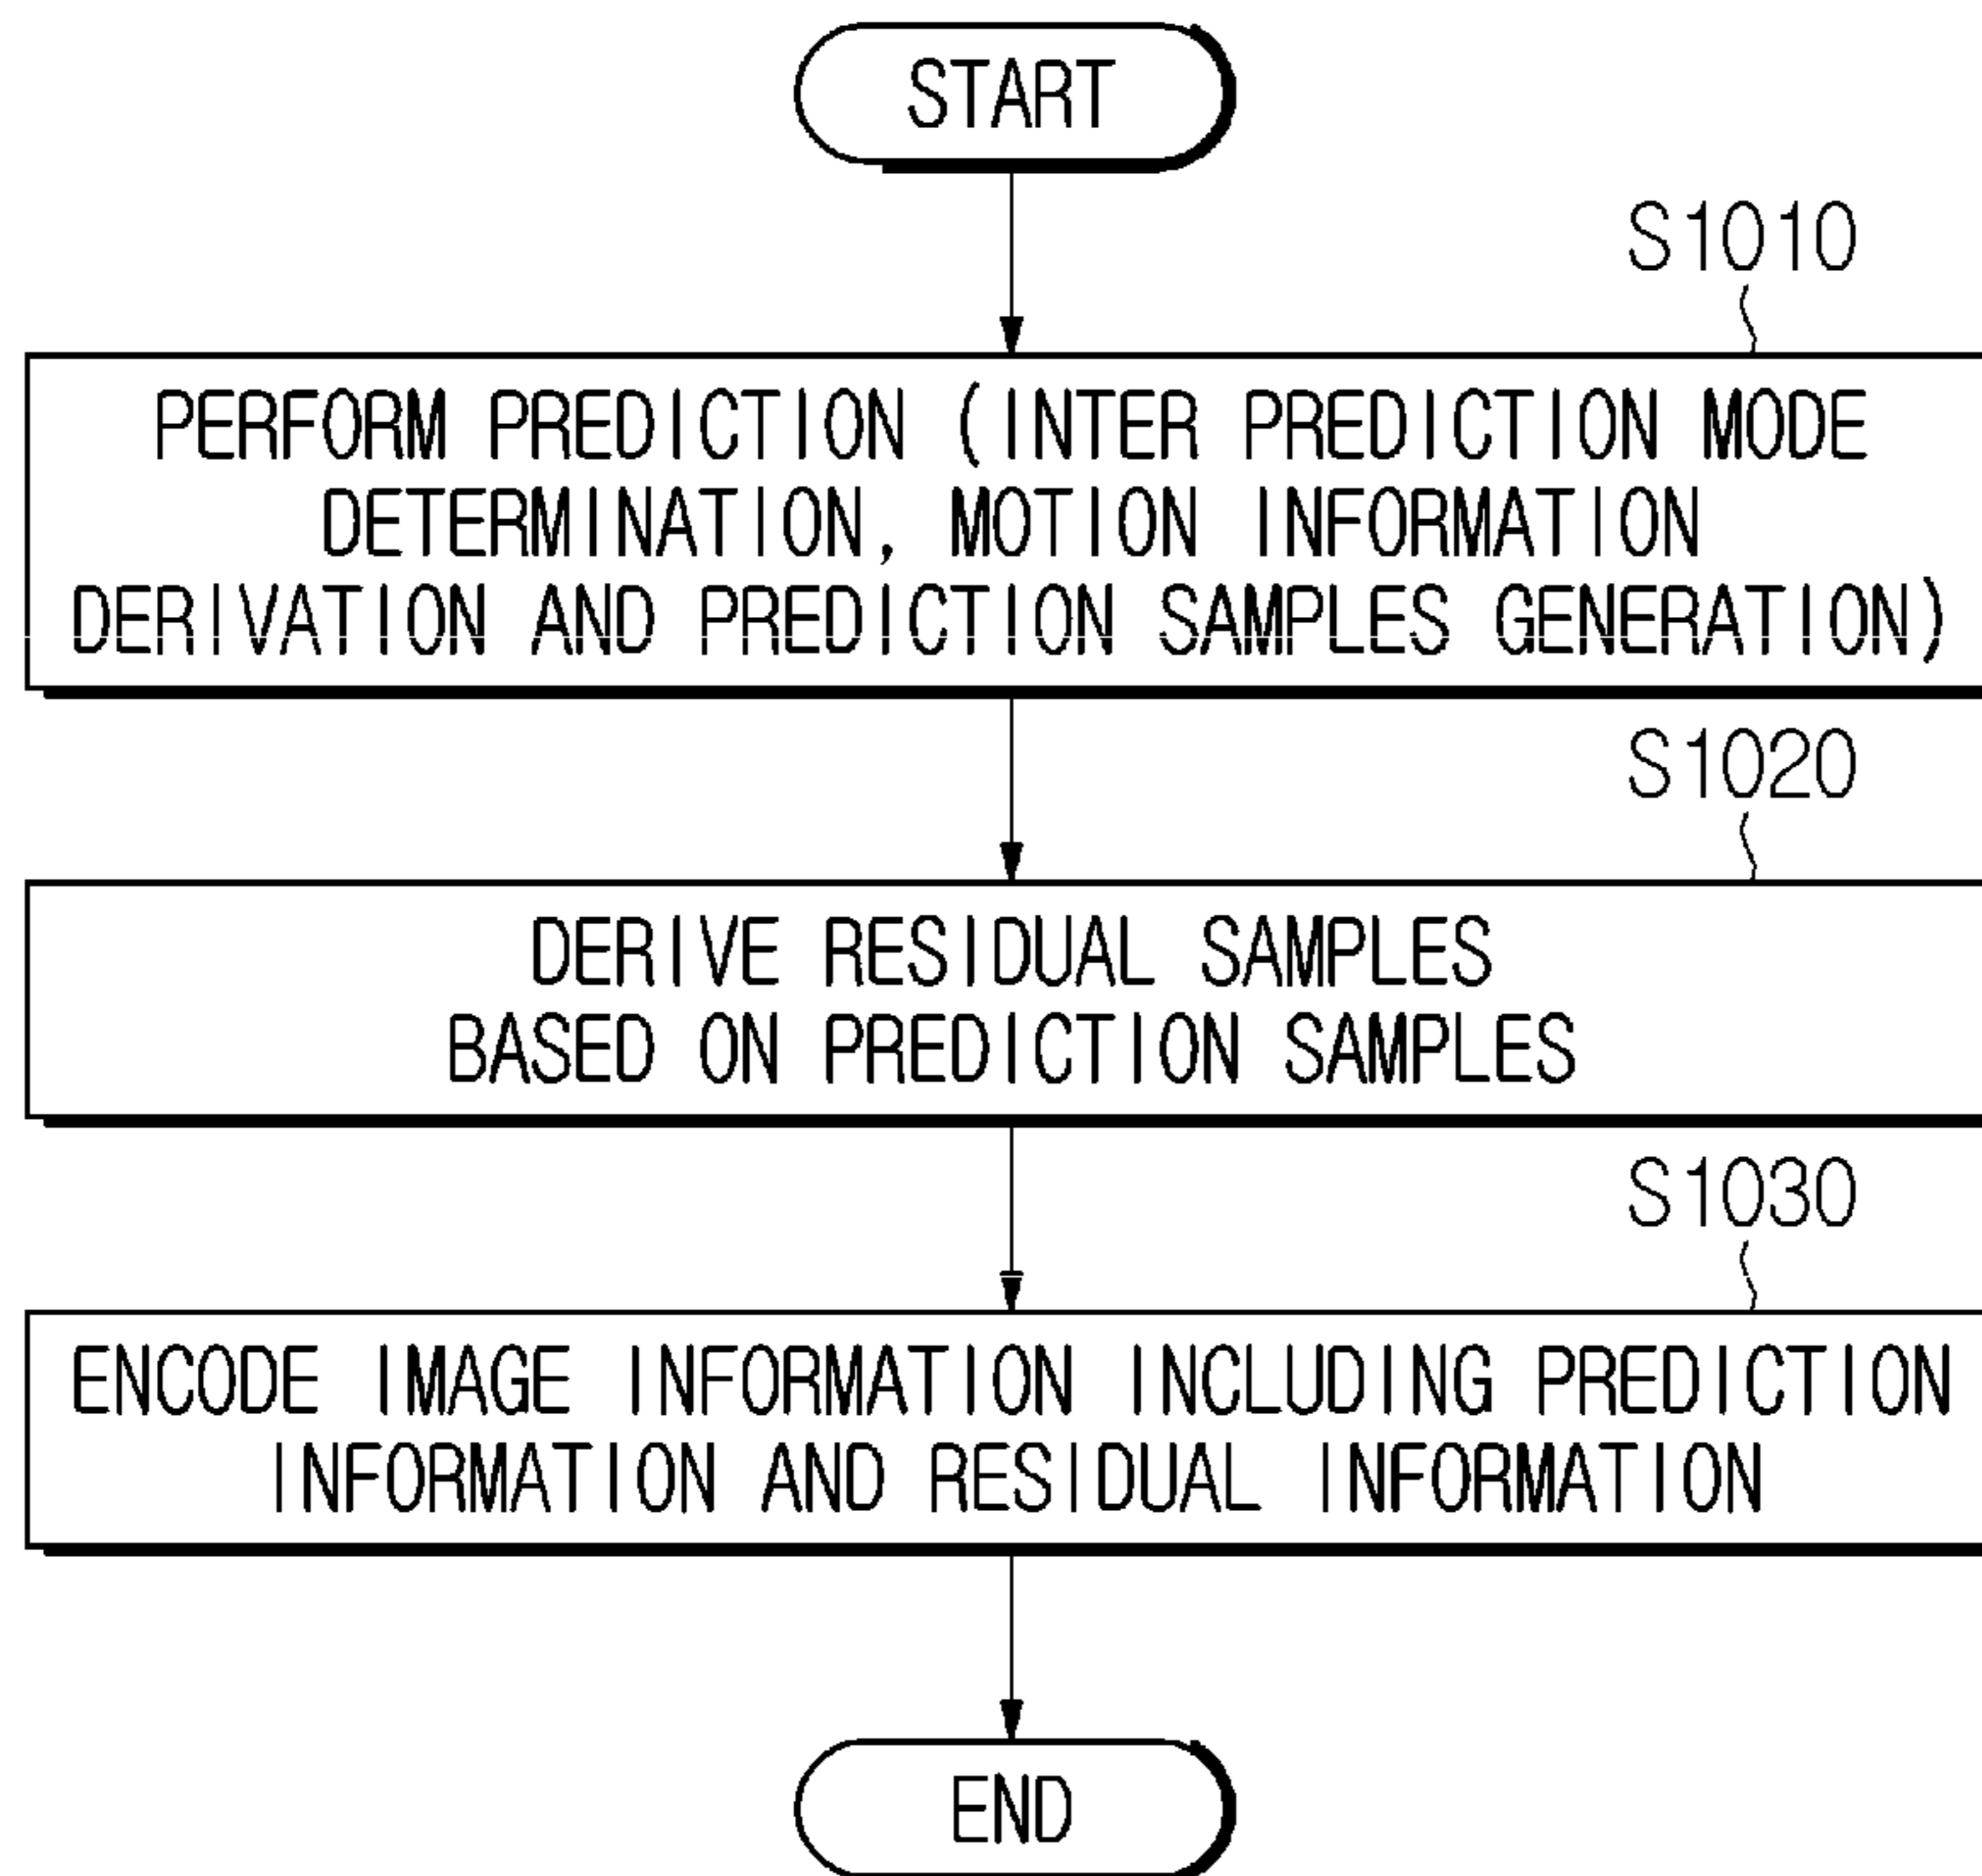 START
S1010
PERFORM PREDICTION (INTER PREDICTION MODE
DETERMINATION, MOTION INFORMATION
DERIVATION AND PREDICTION SAMPLES GENERATION)
S1020
DERIVE RESIDUAL SAMPLES
BASED ON PREDICTION SAMPLES
S1030
ENCODE IMAGE INFORMATION INCLUDING PREDICTION
INFORMATION AND RESIDUAL INFORMATION
END